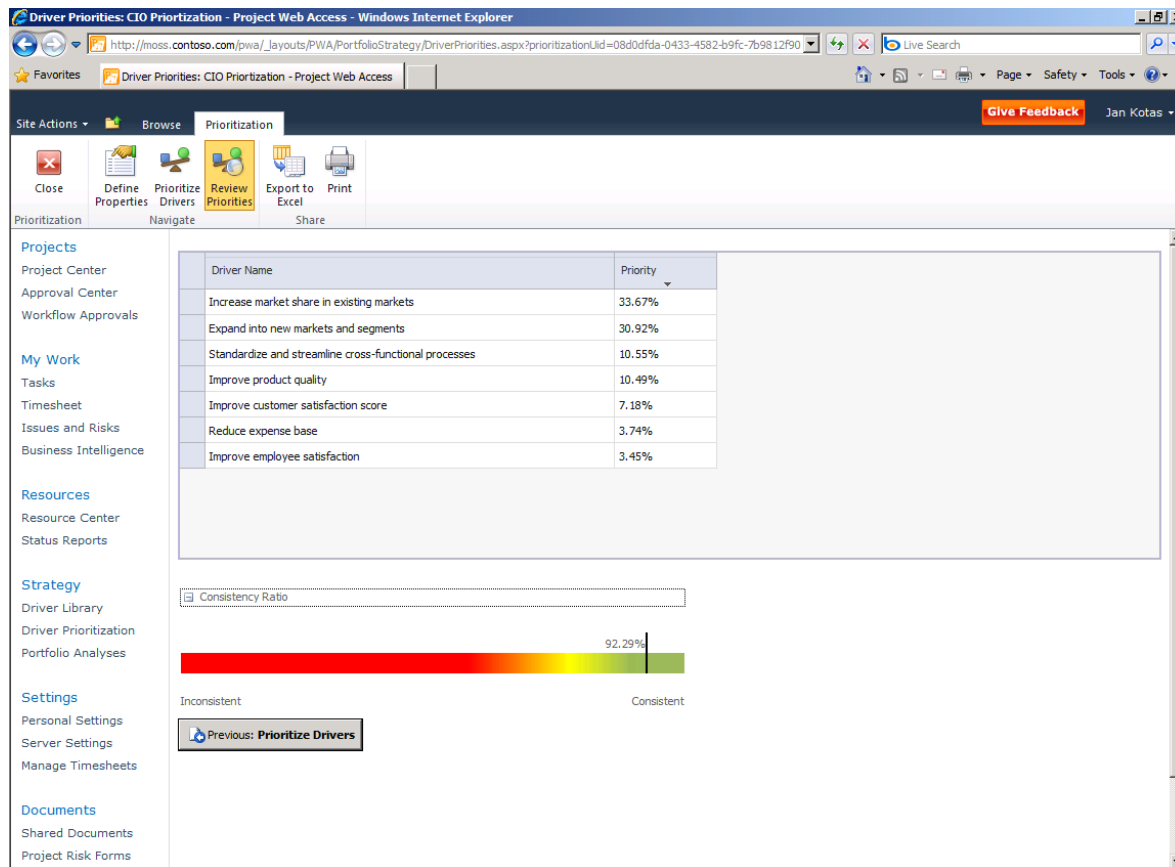 Driver Priorities: CIO Priortization - Project Web Access - Windows Internet Explorer
http://moss.contoso.com/pwa/_layouts/PWA/PortfolioStrategy/DriverPriorities.aspx?prioritizationUid=08d0dfda-0433-4582-b9fc-7b9812f90
Live Search
Favorites
Driver Priorities: CIO Priortization - Project Web Access
Page
Safety
Tools
Site Actions
Browse
Prioritization
Give Feedback
Jan Kotas
Close
Define Properties
Prioritize Drivers
Review Priorities
Export to Excel
Print
Prioritization
Navigate
Share
Projects
Project Center
Approval Center
Workflow Approvals
My Work
Tasks
Timesheet
Issues and Risks
Business Intelligence
Resources
Resource Center
Status Reports
Strategy
Driver Library
Driver Prioritization
Portfolio Analyses
Settings
Personal Settings
Server Settings
Manage Timesheets
Documents
Shared Documents
Project Risk Forms
Driver Name Priority
Increase market share in existing markets 33.67%
Expand into new markets and segments 30.92%
Standardize and streamline cross-functional processes 10.55%
Improve product quality 10.49%
Improve customer satisfaction score 7.18%
Reduce expense base 3.74%
Improve employee satisfaction 3.45%
Consistency Ratio
92.29%
Inconsistent Consistent
Previous: Prioritize Drivers